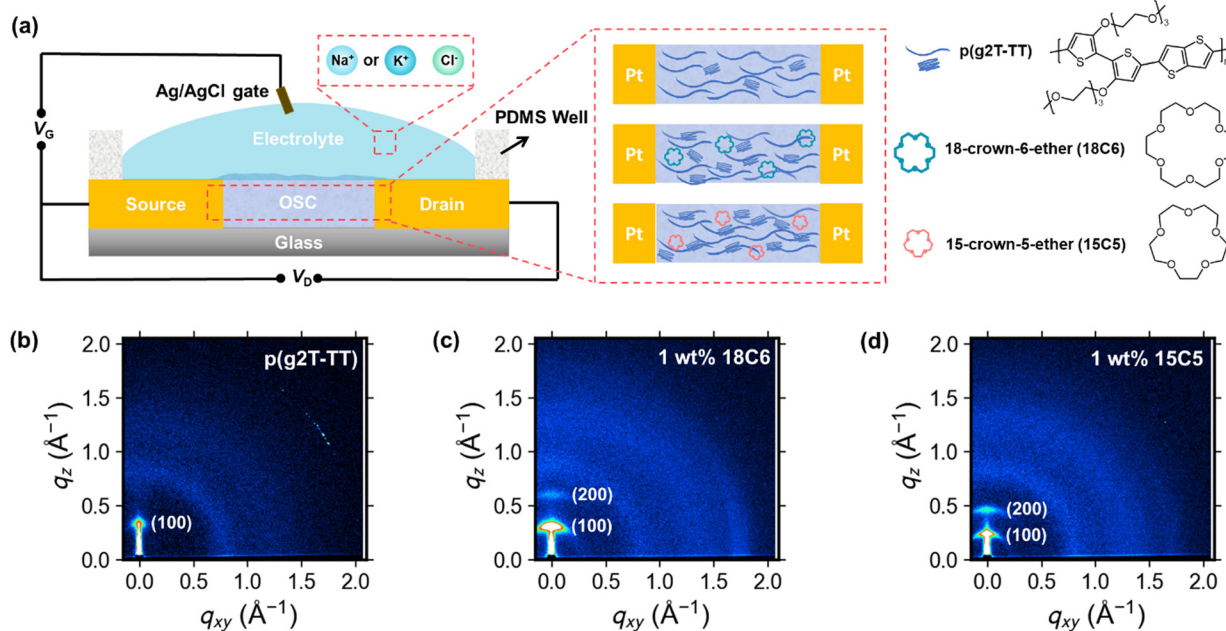 (a)
Na⁺ or K⁺ Cl⁻
Ag/AgCl gate
V_G
Electrolyte
PDMS Well
Source
OSC
Drain
Glass
V_D
Pt
Pt
Pt
Pt
Pt
Pt
p(g2T-TT)
O
O
3
S
S
S
S
n
O
O
3
18-crown-6-ether (18C6)
O
O
O
O
O
O
15-crown-5-ether (15C5)
O
O
O
O
O
(b)
p(g2T-TT)
2.0
1.5
1.0
0.5
0.0
q_z (Å⁻¹)
(100)
0.0 0.5 1.0 1.5 2.0
q_xy (Å⁻¹)
(c)
1 wt% 18C6
2.0
1.5
1.0
0.5
0.0
q_z (Å⁻¹)
(200)
(100)
0.0 0.5 1.0 1.5 2.0
q_xy (Å⁻¹)
(d)
1 wt% 15C5
2.0
1.5
1.0
0.5
0.0
q_z (Å⁻¹)
(200)
(100)
0.0 0.5 1.0 1.5 2.0
q_xy (Å⁻¹)